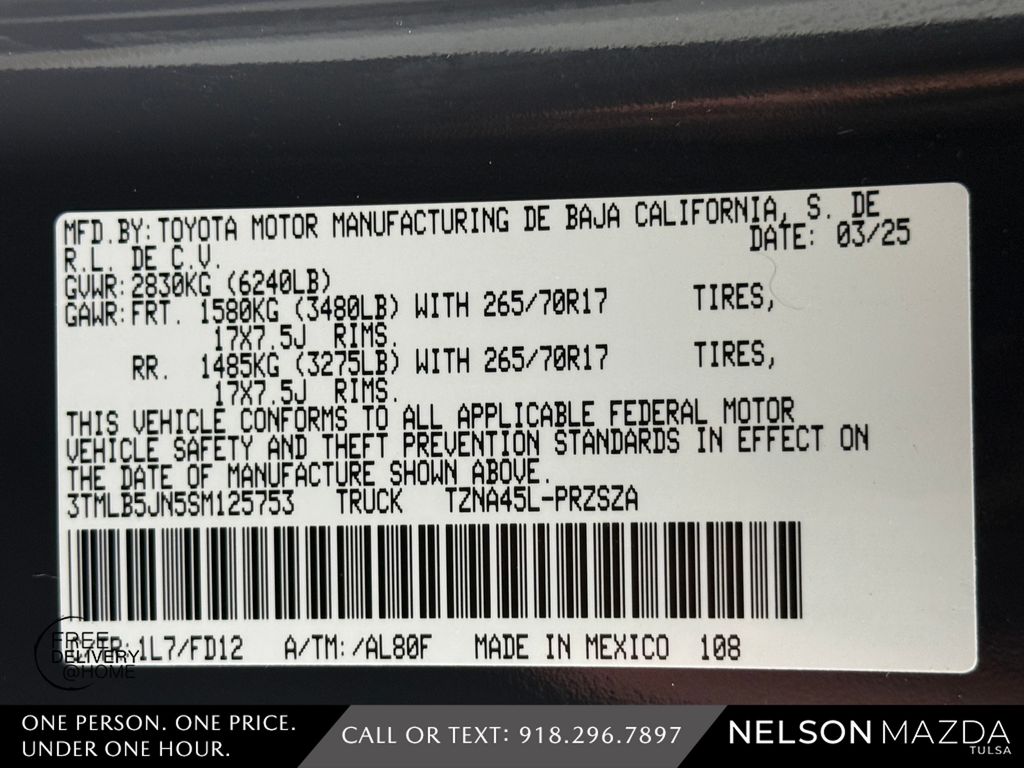 MFD.BY: TOYOTA MOTOR MANUFACTURING DE BAJA CALIFORNIA, S. DE
R.L. DE C.V. DATE: 03/25
GVWR: 2830KG (6240LB)
GAWR: FRT. 1580KG (3480LB) WITH 265/70R17 TIRES,
17X7.5J RIMS.
RR. 1485KG (3275LB) WITH 265/70R17 TIRES,
17X7.5J RIMS.
THIS VEHICLE CONFORMS TO ALL APPLICABLE FEDERAL MOTOR
VEHICLE SAFETY AND THEFT PREVENTION STANDARDS IN EFFECT ON
THE DATE OF MANUFACTURE SHOWN ABOVE.
3TMLB5JN5SM125753 TRUCK TZNA45L-PRZSZA
:1L7/FD12 A/TM: /AL80F MADE IN MEXICO 108
FREE
DELIVERY
@HOME
ONE PERSON. ONE PRICE.
UNDER ONE HOUR.
CALL OR TEXT: 918.296.7897
NELSON MAZDA
TULSA